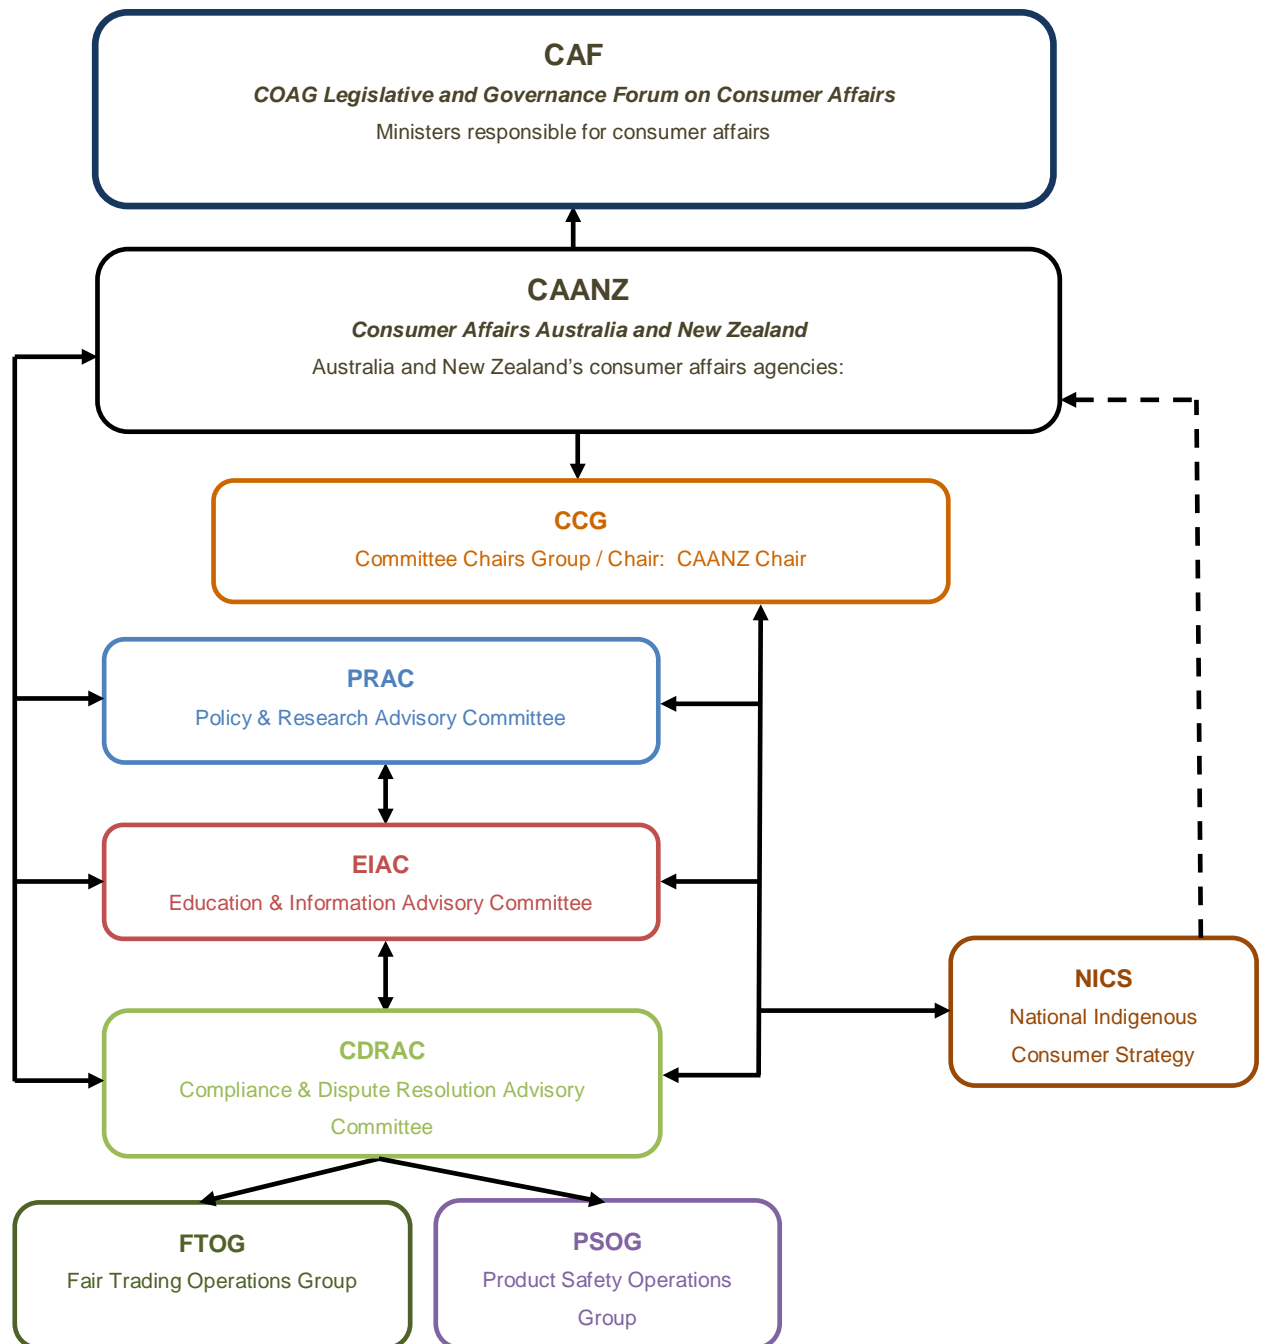 CAF
COAG Legislative and Governance Forum on Consumer Affairs
Ministers responsible for consumer affairs
CAANZ
Consumer Affairs Australia and New Zealand
Australia and New Zealand’s consumer affairs agencies:
CCG
Committee Chairs Group / Chair:  CAANZ Chair
PRAC
Policy & Research Advisory Committee
EIAC
Education & Information Advisory Committee
NICS
National Indigenous
Consumer Strategy
CDRAC
Compliance & Dispute Resolution Advisory
Committee
FTOG
Fair Trading Operations Group
PSOG
Product Safety Operations
Group